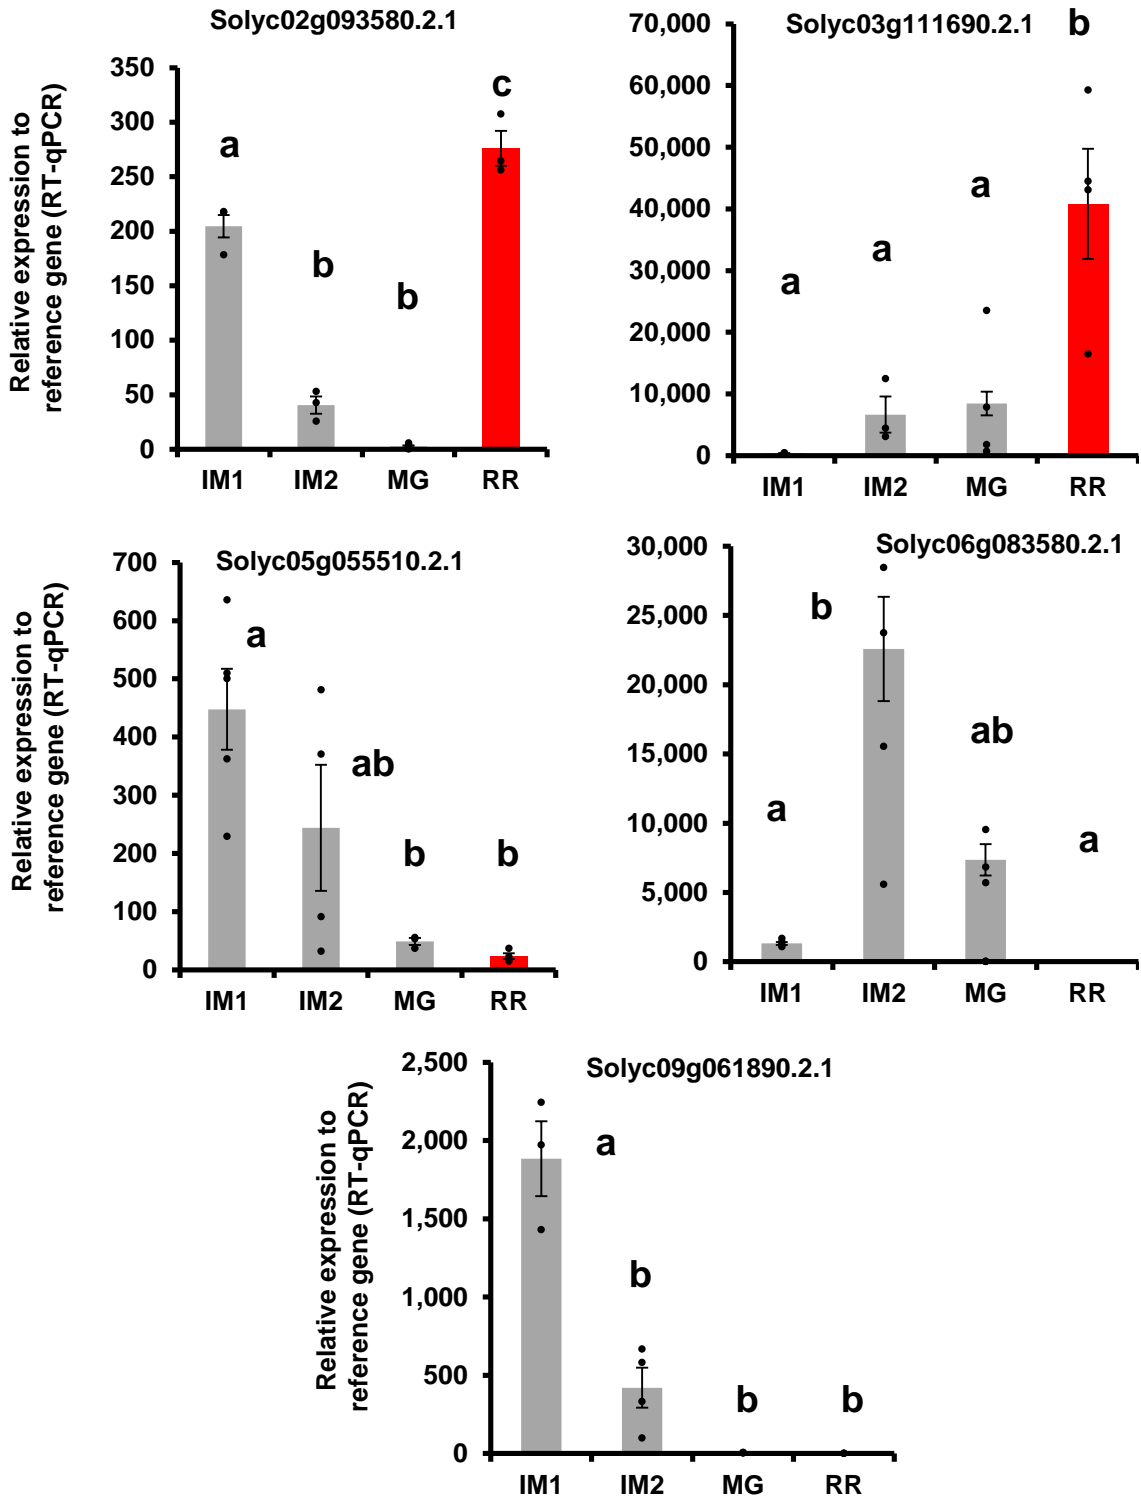 Solyc02g093580.2.1
Relative expression to
reference gene (RT-qPCR)
350
300
250
200
150
100
50
0
a
b
b
c
IM1 IM2 MG RR
Solyc03g111690.2.1
70,000
60,000
50,000
40,000
30,000
20,000
10,000
0
a
a
a
b
IM1 IM2 MG RR
Solyc05g055510.2.1
Relative expression to
reference gene (RT-qPCR)
700
600
500
400
300
200
100
0
a
ab
b
b
IM1 IM2 MG RR
Solyc06g083580.2.1
30,000
25,000
20,000
15,000
10,000
5,000
0
a
b
ab
a
IM1 IM2 MG RR
Solyc09g061890.2.1
Relative expression to
reference gene (RT-qPCR)
2,500
2,000
1,500
1,000
500
0
a
b
b
b
IM1 IM2 MG RR